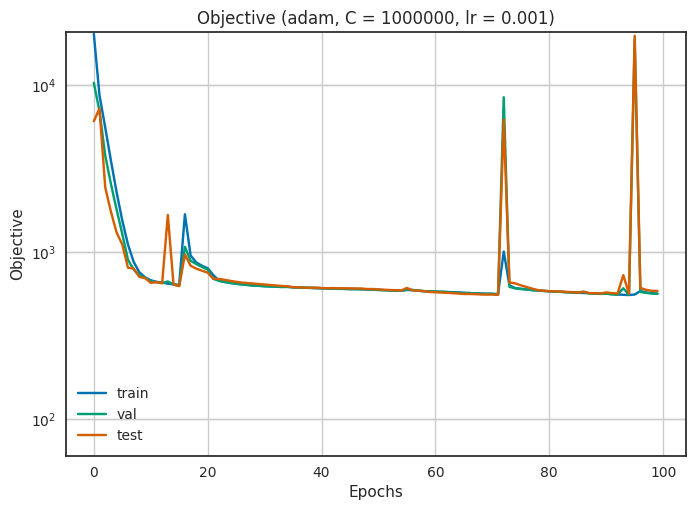 Objective (adam, C = 1000000, lr = 0.001)
Objective
10^4
10^3
10^2
train
val
test
0 20 40 60 80 100
Epochs